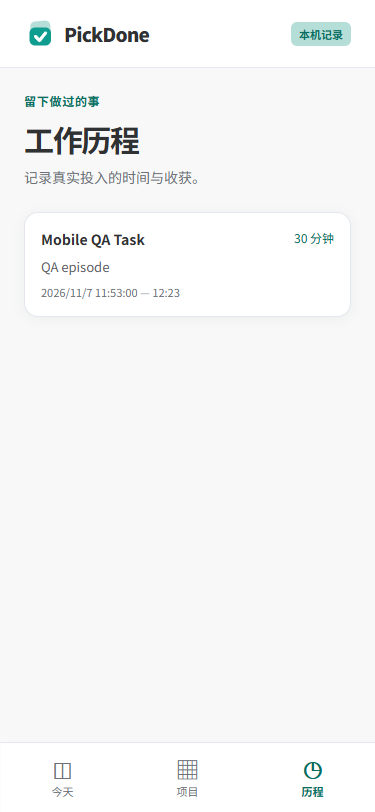 PickDone
本机记录
留下做过的事
工作历程
记录真实投入的时间与收获。
Mobile QA Task
30 分钟
QA episode
2026/11/7 11:53:00 — 12:23
今天
项目
历程